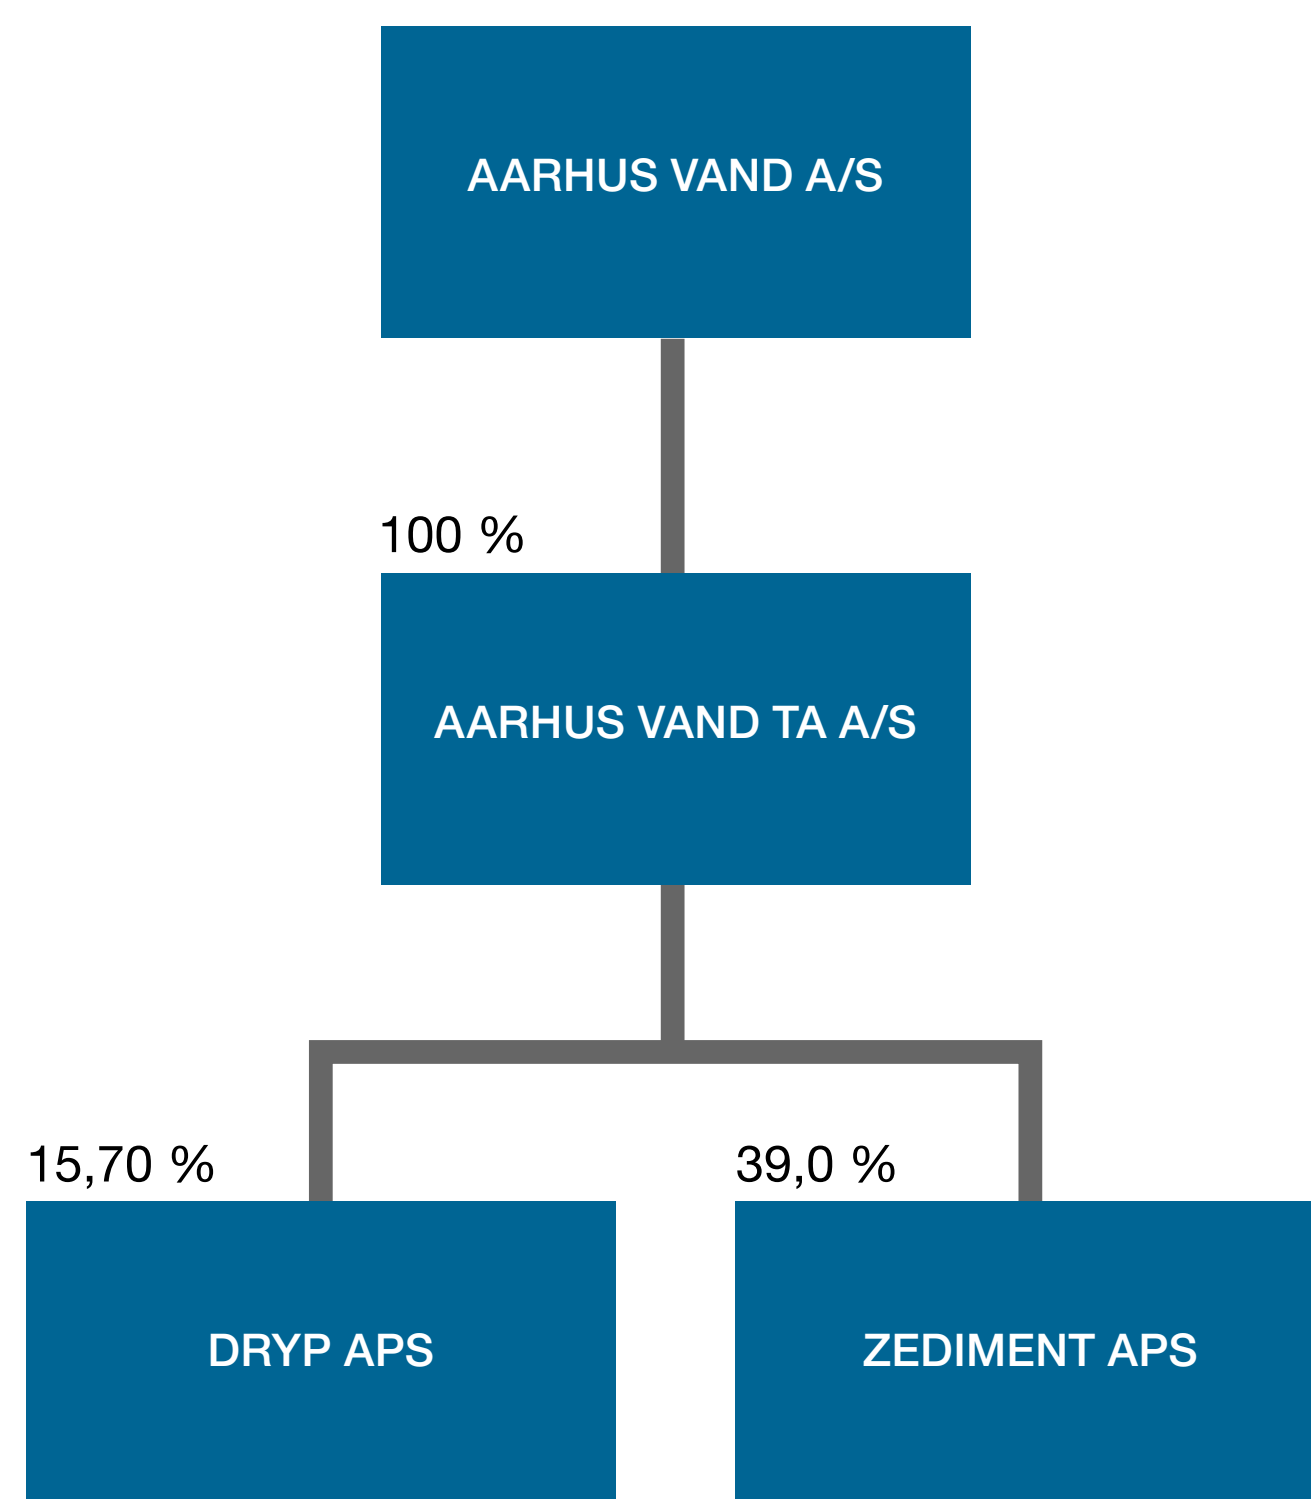 AARHUS VAND A/S
100 %
AARHUS VAND TA A/S
15,70 %
39,0 %
DRYP APS
ZEDIMENT APS